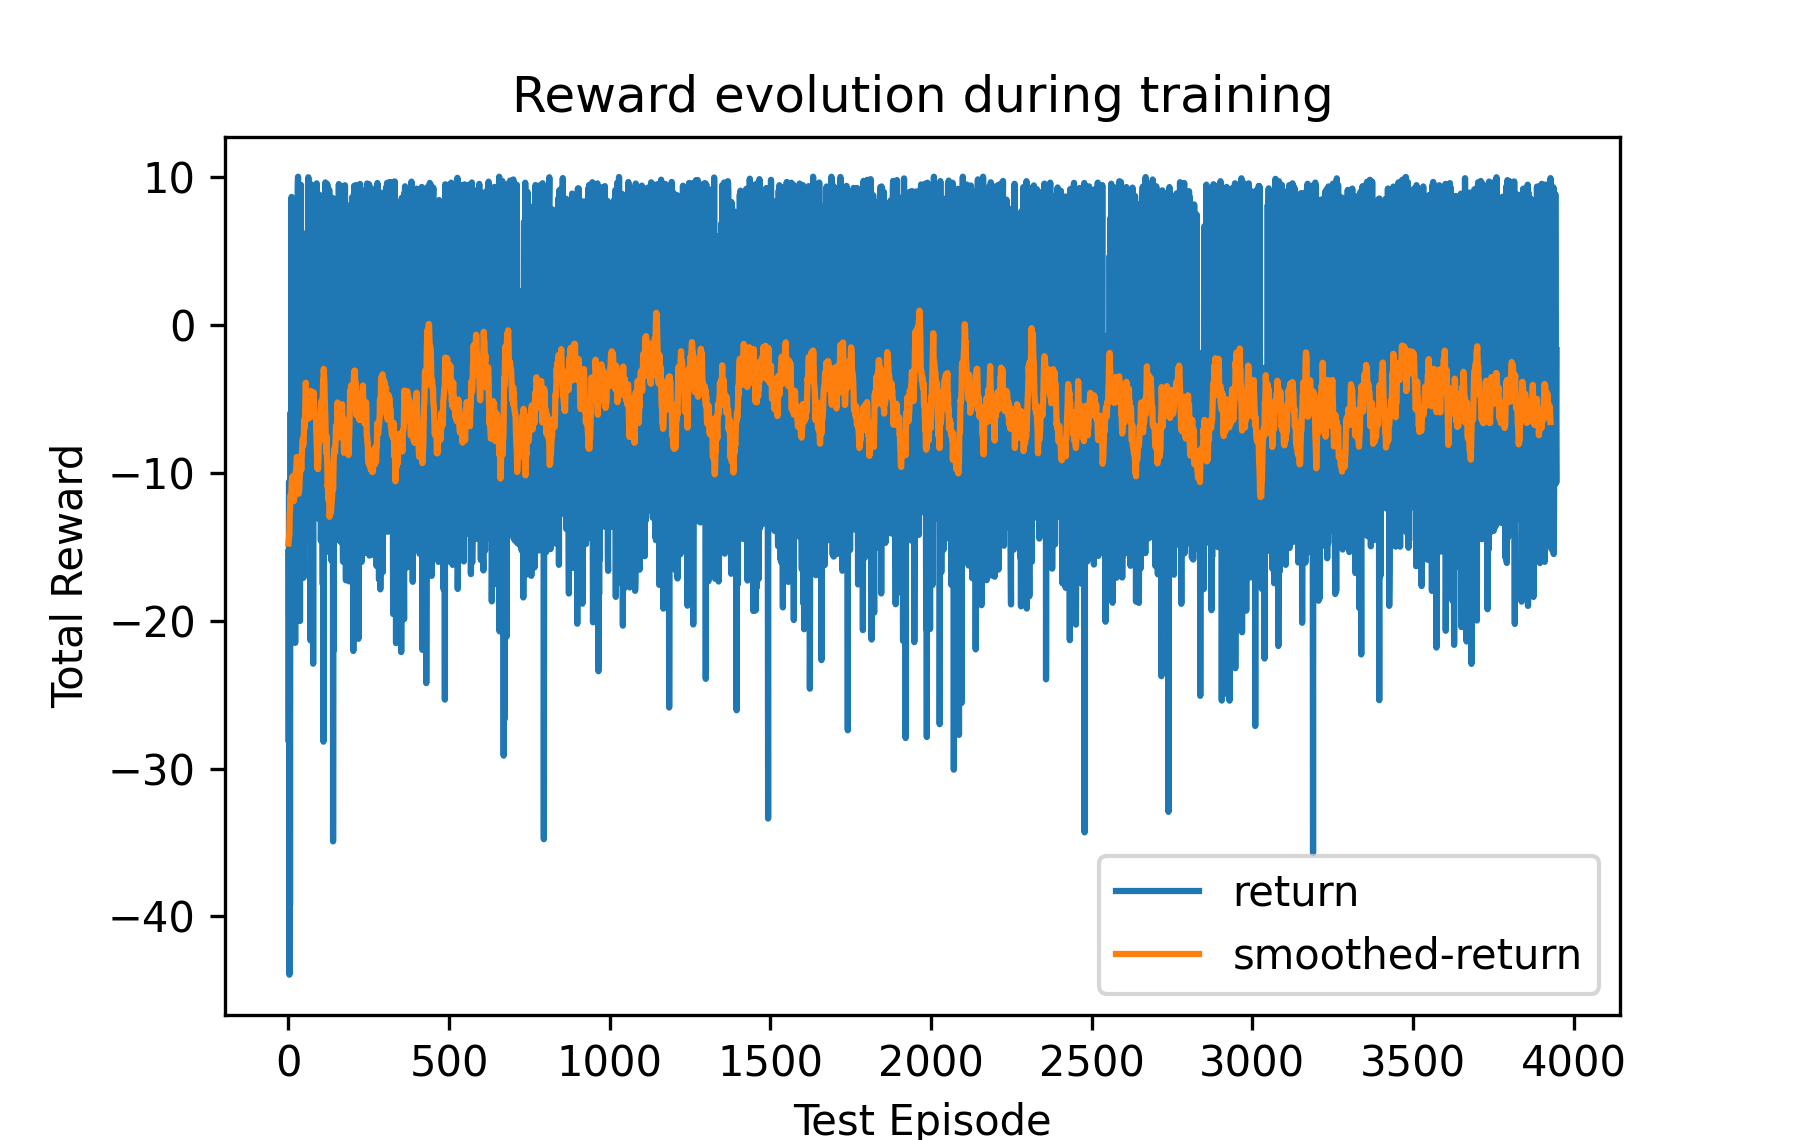 Reward evolution during training
10
0
−10
−20
−30
−40
Total Reward
0 500 1000 1500 2000 2500 3000 3500 4000
Test Episode
return
smoothed-return